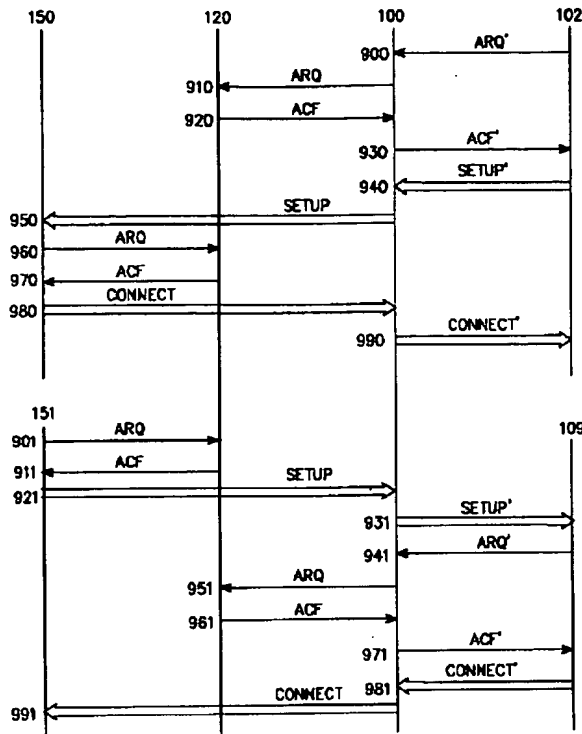 150 120 100 102
900 ARQ'
910 ARQ
920 ACF
930 ACF'
940 SETUP'
950 SETUP
960 ARQ
970 ACF
980 CONNECT
990 CONNECT'
151 109
901 ARQ
911 ACF
921 SETUP
931 SETUP'
941 ARQ'
951 ARQ
961 ACF
971 ACF'
981 CONNECT'
991 CONNECT